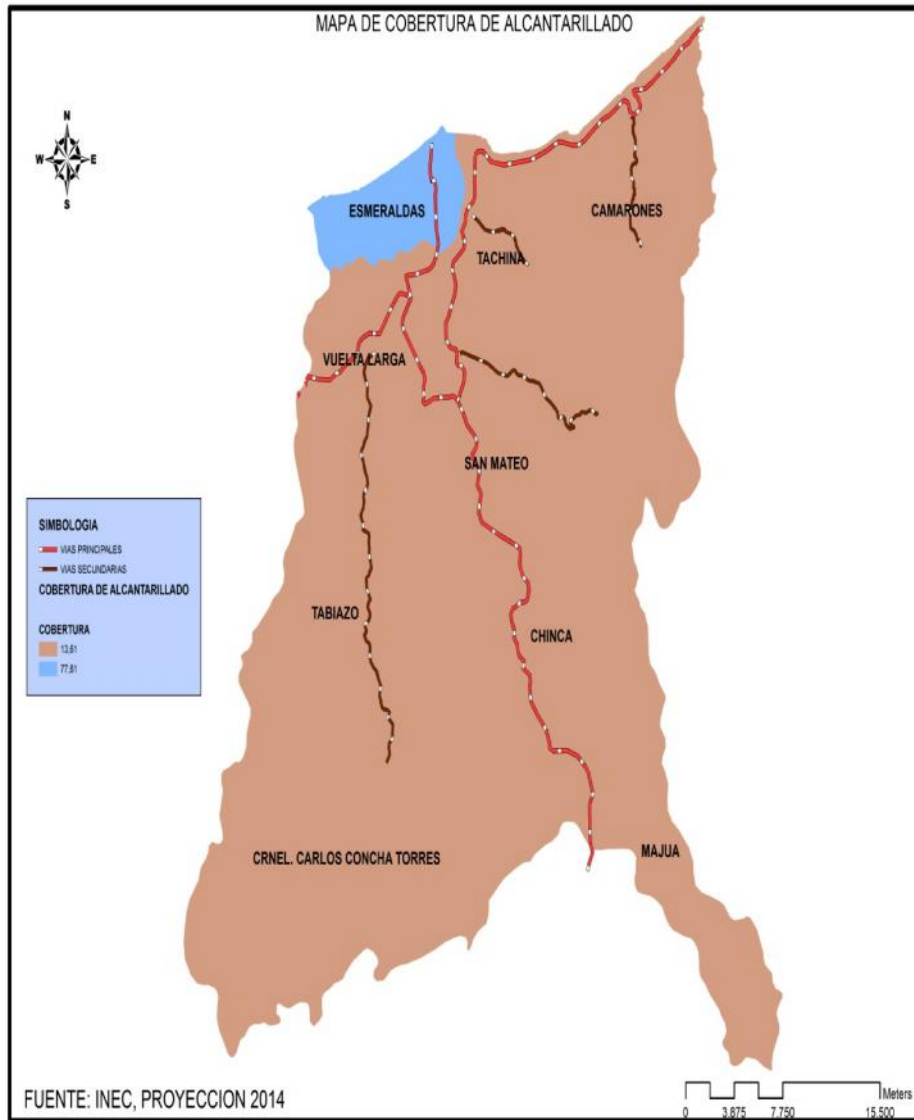 MAPA DE COBERTURA DE ALCANTARILLADO
N
W E
S
ESMERALDAS
CAMARONES
TACHINA
VUELTA LARGA
SAN MATEO
SIMBOLOGIA
VIAS PRINCIPALES
VIAS SECUNDARIAS
COBERTURA DE ALCANTARILLADO
COBERTURA
13,61
77,61
TABIAZO
CHINCA
CRNEL. CARLOS CONCHA TORRES
MAJUA
FUENTE: INEC, PROYECCION 2014
Meters
0 3.875 7.750 15.500